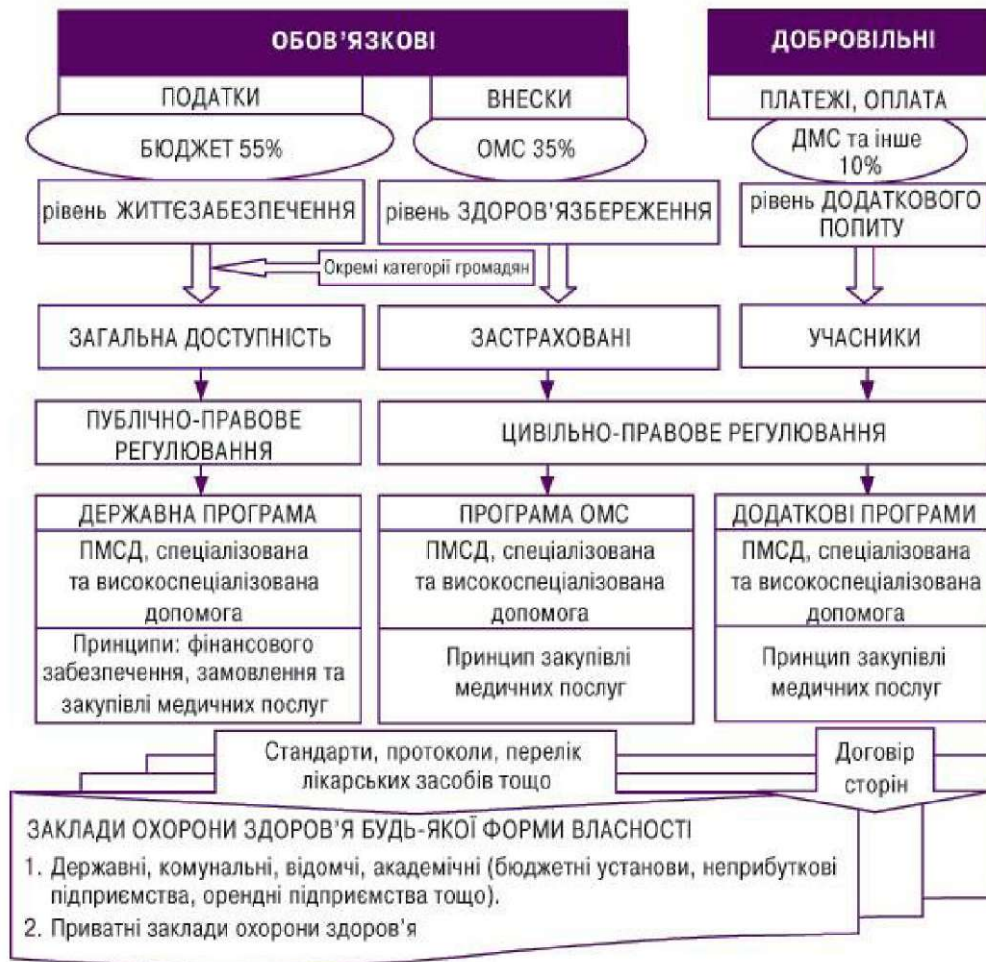 ОБОВ’ЯЗКОВІ
ДОБРОВІЛЬНІ
ПОДАТКИ
ВНЕСКИ
ПЛАТЕЖІ, ОПЛАТА
БЮДЖЕТ 55%
ОМС 35%
ДМС та інше
10%
рівень ЖИТТЄЗАБЕЗПЕЧЕННЯ
рівень ЗДОРОВ’ЯЗБЕРЕЖЕННЯ
рівень ДОДАТКОВОГО
ПОПИТУ
Окремі категорії громадян
ЗАГАЛЬНА ДОСТУПНІСТЬ
ЗАСТРАХОВАНІ
УЧАСНИКИ
ПУБЛІЧНО-ПРАВОВЕ
РЕГУЛЮВАННЯ
ЦИВІЛЬНО-ПРАВОВЕ РЕГУЛЮВАННЯ
ДЕРЖАВНА ПРОГРАМА
ПМСД, спеціалізована
та високоспеціалізована
допомога
Принципи: фінансового
забезпечення, замовлення та
закупівлі медичних послуг
ПРОГРАМА ОМС
ПМСД, спеціалізована
та високоспеціалізована
допомога
Принцип закупівлі
медичних послуг
ДОДАТКОВІ ПРОГРАМИ
ПМСД, спеціалізована
та високоспеціалізована
допомога
Принцип закупівлі
медичних послуг
Стандарти, протоколи, перелік
лікарських засобів тощо
Договір
сторін
ЗАКЛАДИ ОХОРОНИ ЗДОРОВ’Я БУДЬ-ЯКОЇ ФОРМИ ВЛАСНОСТІ
1. Державні, комунальні, відомчі, академічні (бюджетні установи, неприбуткові
підприємства, орендні підприємства тощо).
2. Приватні заклади охорони здоров’я